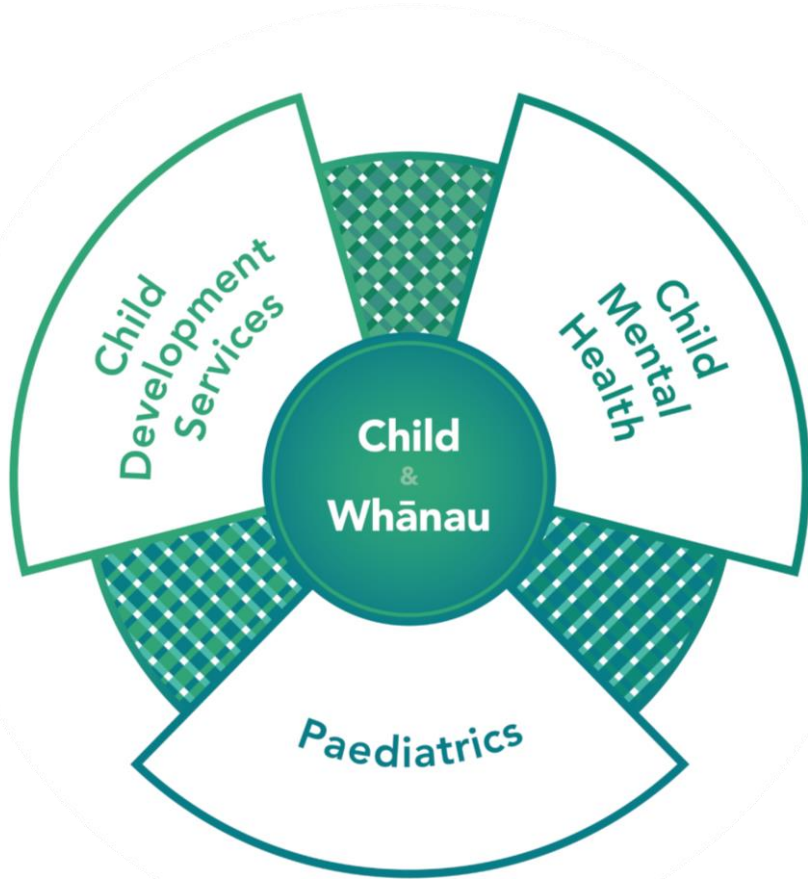 Child
Development
Services
Child
Mental
Health
Child
&
Whānau
Paediatrics